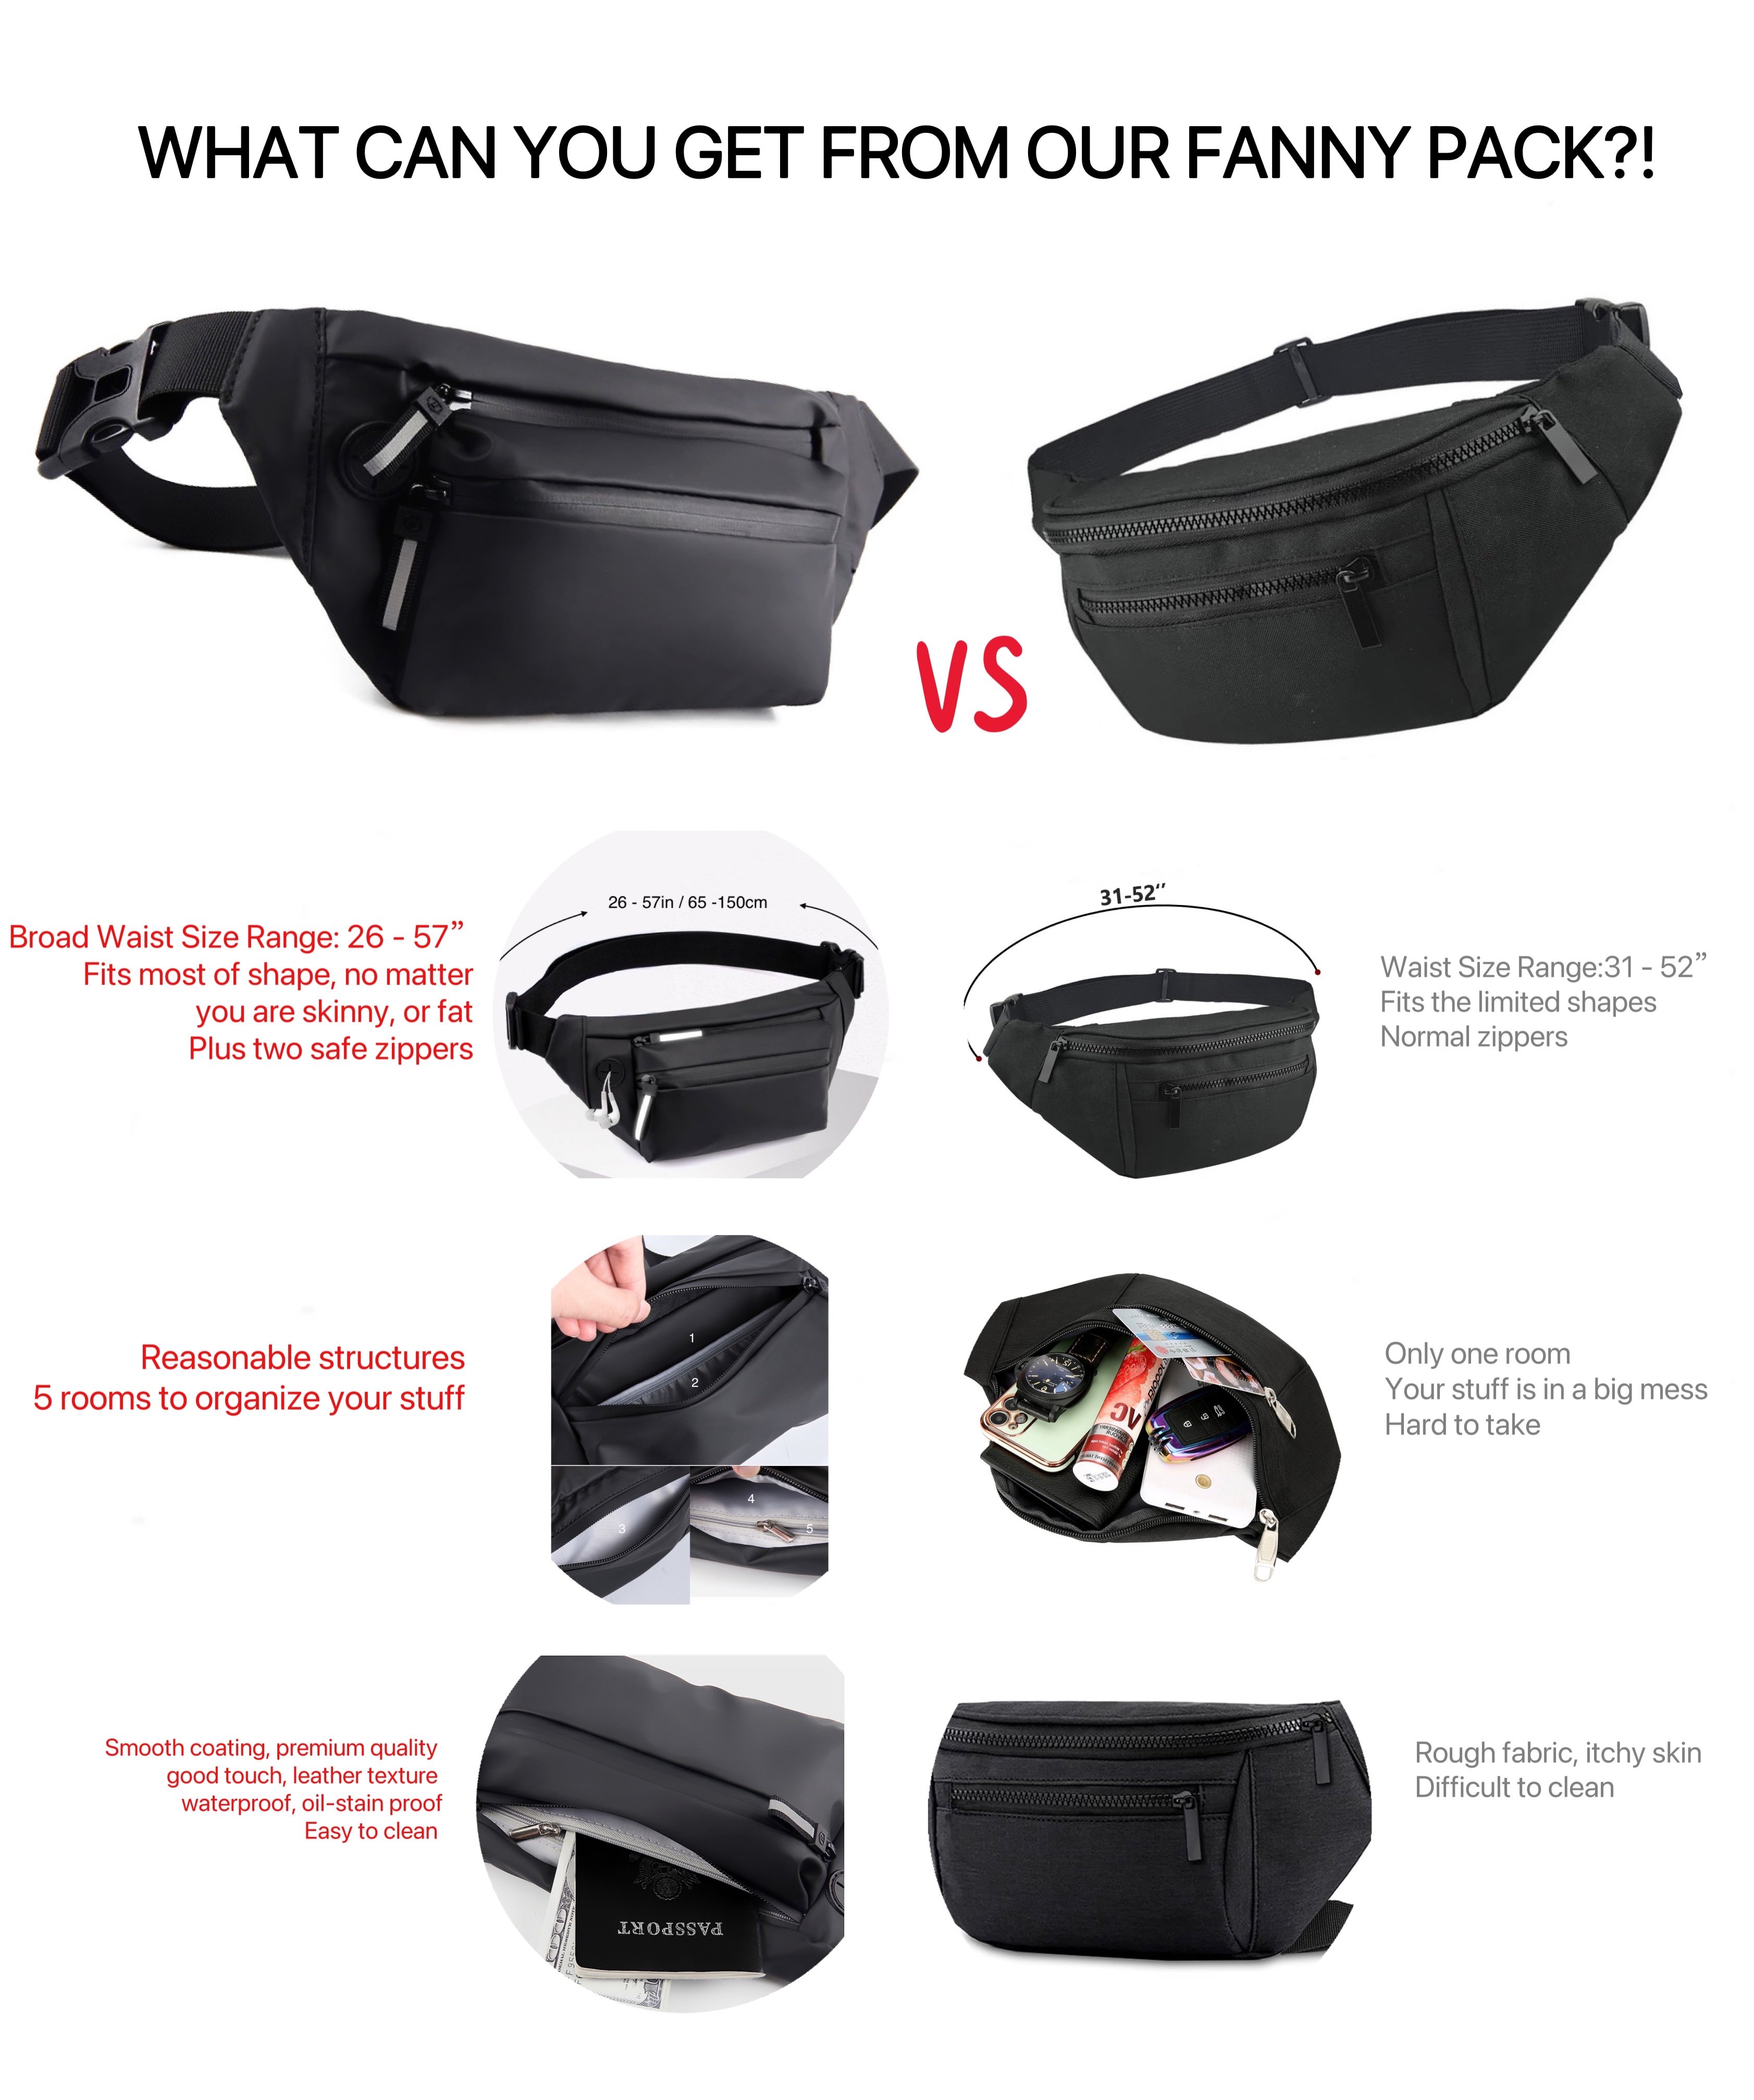 WHAT CAN YOU GET FROM OUR FANNY PACK?!
VS
Broad Waist Size Range: 26 - 57”
Fits most of shape, no matter
you are skinny, or fat
Plus two safe zippers
26 - 57in / 65 -150cm
31-52’’
Waist Size Range:31 - 52”
Fits the limited shapes
Normal zippers
Reasonable structures
5 rooms to organize your stuff
1
2
3
4
5
AC
Only one room
Your stuff is in a big mess
Hard to take
Smooth coating, premium quality
good touch, leather texture
waterproof, oil-stain proof
Easy to clean
PASSPORT
Rough fabric, itchy skin
Difficult to clean